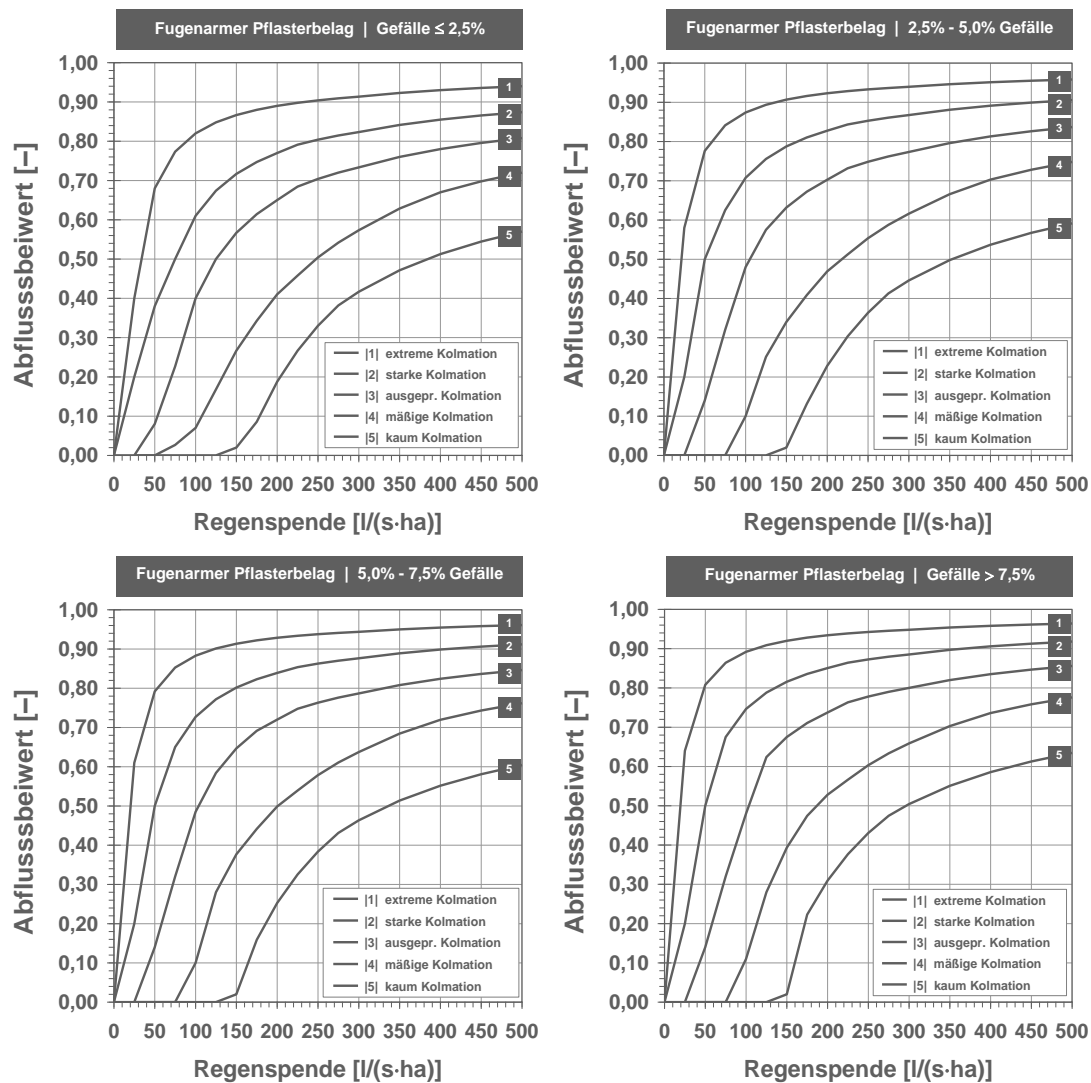 Fugenarmer Pflasterbelag | Gefälle ≤ 2,5%
1,00
0,90
0,80
0,70
0,60
0,50
0,40
0,30
0,20
0,10
0,00
Abflusssbeiwert [–]
1
2
3
4
5
|1| extreme Kolmation
|2| starke Kolmation
|3| ausgepr. Kolmation
|4| mäßige Kolmation
|5| kaum Kolmation
0 50 100 150 200 250 300 350 400 450 500
Regenspende [l/(s·ha)]
Fugenarmer Pflasterbelag | 2,5% - 5,0% Gefälle
1,00
0,90
0,80
0,70
0,60
0,50
0,40
0,30
0,20
0,10
0,00
Abflusssbeiwert [–]
1
2
3
4
5
|1| extreme Kolmation
|2| starke Kolmation
|3| ausgepr. Kolmation
|4| mäßige Kolmation
|5| kaum Kolmation
0 50 100 150 200 250 300 350 400 450 500
Regenspende [l/(s·ha)]
Fugenarmer Pflasterbelag | 5,0% - 7,5% Gefälle
1,00
0,90
0,80
0,70
0,60
0,50
0,40
0,30
0,20
0,10
0,00
Abflusssbeiwert [–]
1
2
3
4
5
|1| extreme Kolmation
|2| starke Kolmation
|3| ausgepr. Kolmation
|4| mäßige Kolmation
|5| kaum Kolmation
0 50 100 150 200 250 300 350 400 450 500
Regenspende [l/(s·ha)]
Fugenarmer Pflasterbelag | Gefälle > 7,5%
1,00
0,90
0,80
0,70
0,60
0,50
0,40
0,30
0,20
0,10
0,00
Abflusssbeiwert [–]
1
2
3
4
5
|1| extreme Kolmation
|2| starke Kolmation
|3| ausgepr. Kolmation
|4| mäßige Kolmation
|5| kaum Kolmation
0 50 100 150 200 250 300 350 400 450 500
Regenspende [l/(s·ha)]